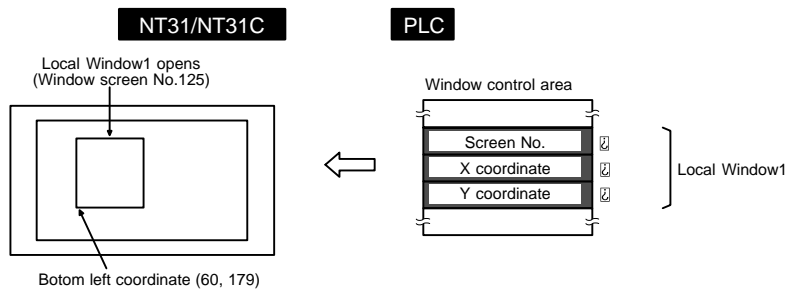 NT31/NT31C
PLC
Local Window1 opens
(Window screen No.125)
Window control area
Screen No.
X coordinate
Y coordinate
Local Window1
Botom left coordinate (60, 179)